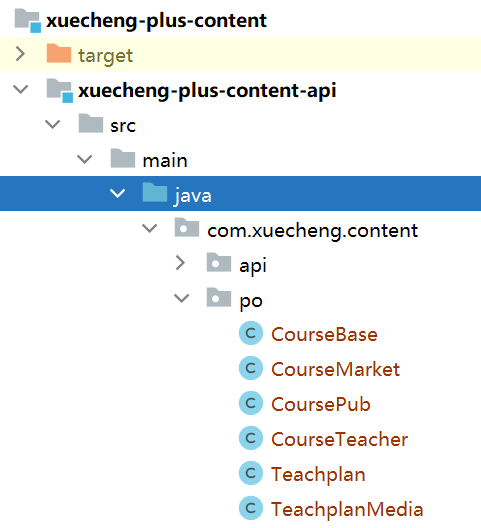 xuecheng-plus-content
target
xuecheng-plus-content-api
src
main
java
com.xuecheng.content
api
po
C CourseBase
C CourseMarket
C CoursePub
C CourseTeacher
C Teachplan
C TeachplanMedia